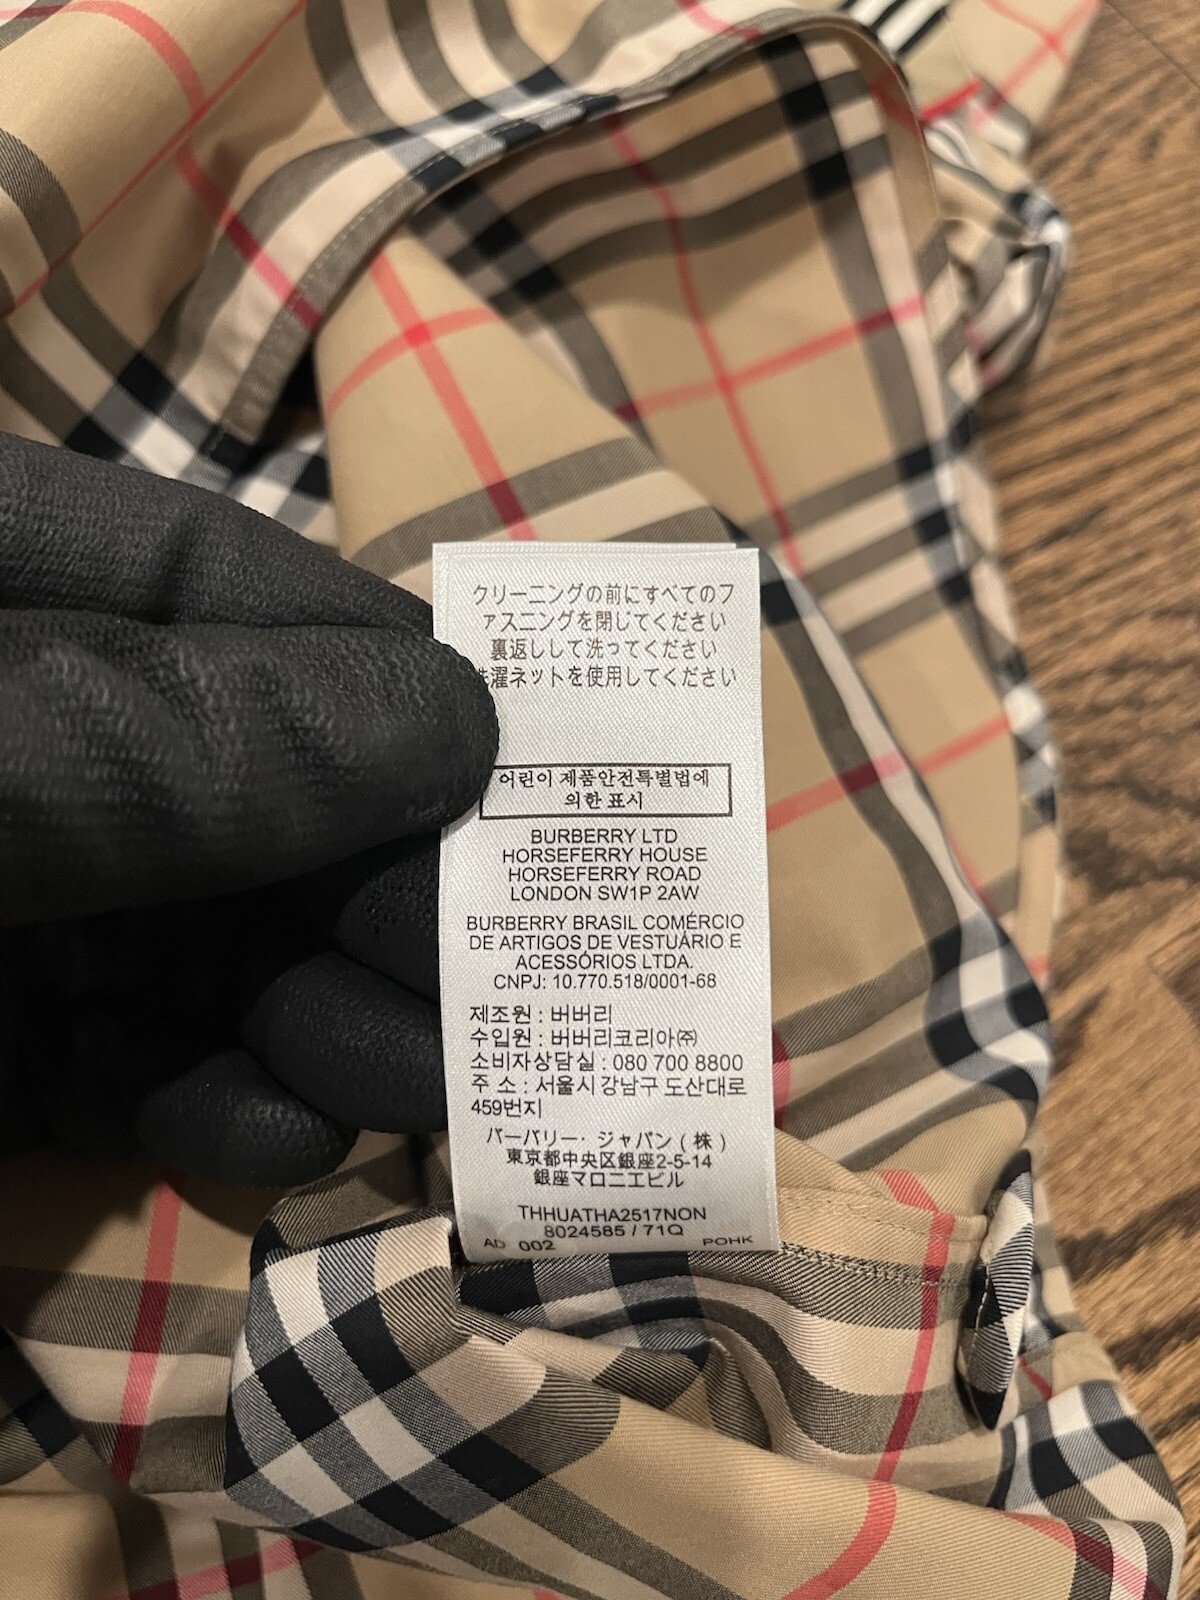 クリーニングの前にすべてのフ
ァスニングを閉じてください
裏返しして洗ってください
濯ネットを使用してください
어린이 제품안전특별법에
의한 표시
BURBERRY LTD
HORSEFERRY HOUSE
HORSEFERRY ROAD
LONDON SW1P 2AW
BURBERRY BRASIL COMÉRCIO
DE ARTIGOS DE VESTUÁRIO E
ACESSÓRIOS LTDA.
CNPJ: 10.770.518/0001-68
제조원 : 버버리
수입원 : 버버리코리아㈜
소비자상담실 : 080 700 8800
주 소 : 서울시 강남구 도산대로
459번지
バーバリー・ジャパン ( 株 )
東京都中央区銀座2-5-14
銀座マロニエビル
THHUATHA2517NON
8024585 / 71Q
AD 002 POHK